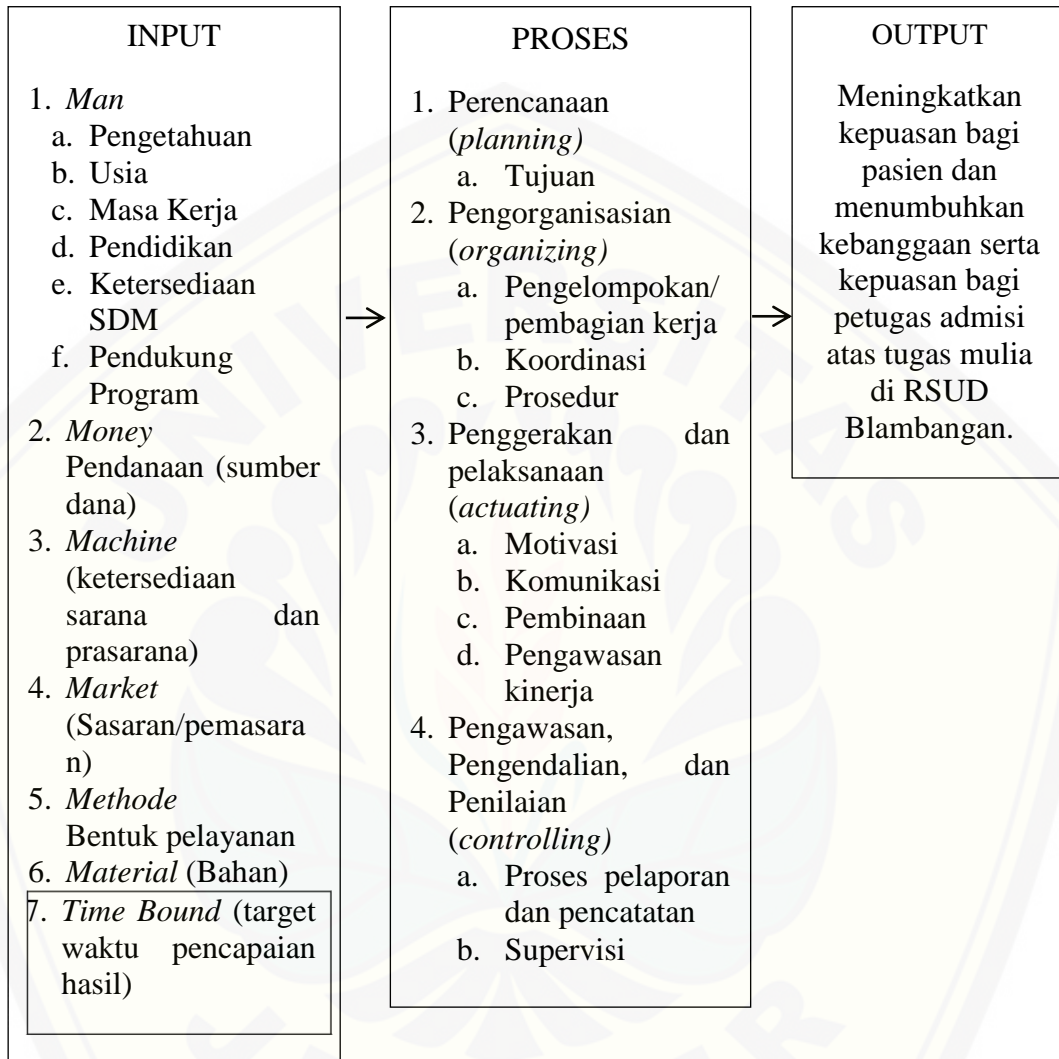 INPUT
1. Man
a. Pengetahuan
b. Usia
c. Masa Kerja
d. Pendidikan
e. Ketersediaan
SDM
f. Pendukung
Program
2. Money
Pendanaan (sumber
dana)
3. Machine
(ketersediaan
sarana dan
prasarana)
4. Market
(Sasaran/pemasara
n)
5. Methode
Bentuk pelayanan
6. Material (Bahan)
7. Time Bound (target
waktu pencapaian
hasil)
PROSES
1. Perencanaan
(planning)
a. Tujuan
2. Pengorganisasian
(organizing)
a. Pengelompokan/
pembagian kerja
b. Koordinasi
c. Prosedur
3. Penggerakan dan
pelaksanaan
(actuating)
a. Motivasi
b. Komunikasi
c. Pembinaan
d. Pengawasan
kinerja
4. Pengawasan,
Pengendalian, dan
Penilaian
(controlling)
a. Proses pelaporan
dan pencatatan
b. Supervisi
OUTPUT
Meningkatkan
kepuasan bagi
pasien dan
menumbuhkan
kebanggaan serta
kepuasan bagi
petugas admisi
atas tugas mulia
di RSUD
Blambangan.
UNIVERSITAS